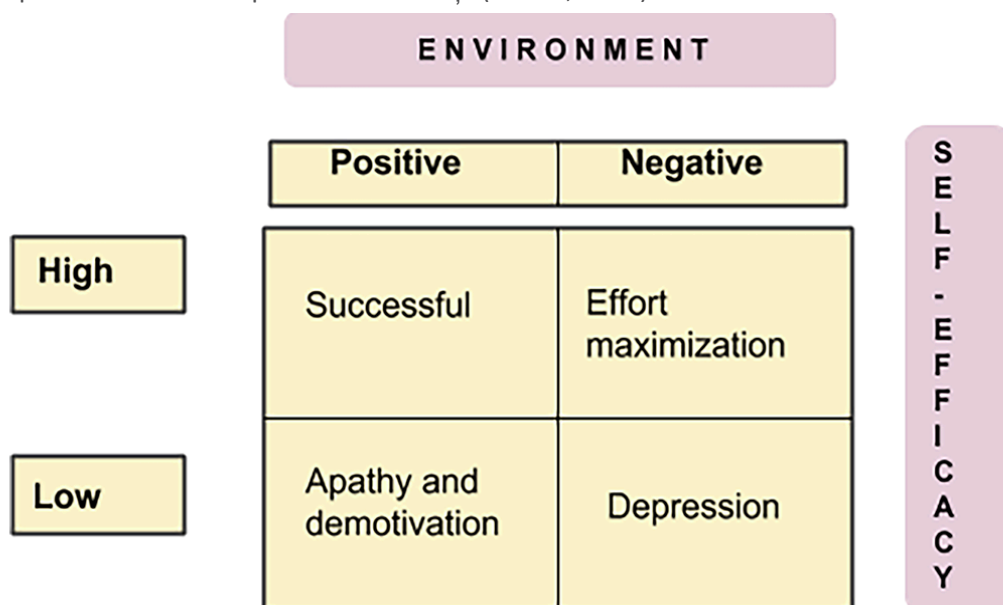 ENVIRONMENT
Positive Negative
SELF-EFFICACY
High
Successful
Effort
maximization
Low
Apathy and
demotivation
Depression